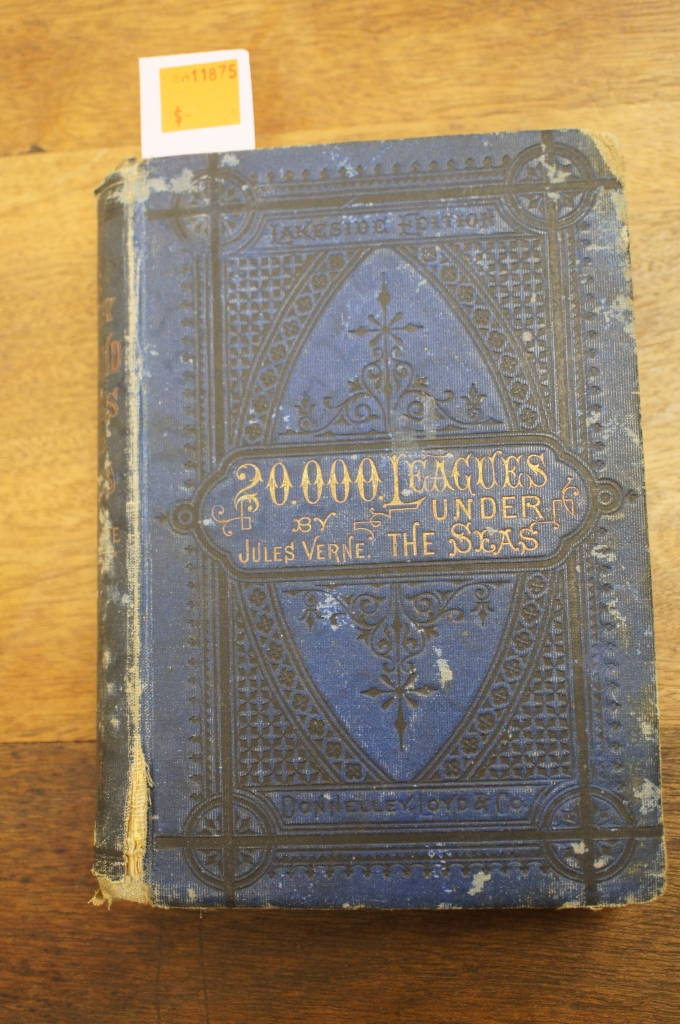 11875
$-
LAKESIDE EDITION
20.000. LEAGUES
BY UNDER
JULES VERNE. THE SEAS
DONNELLEY, LOYD & CO.